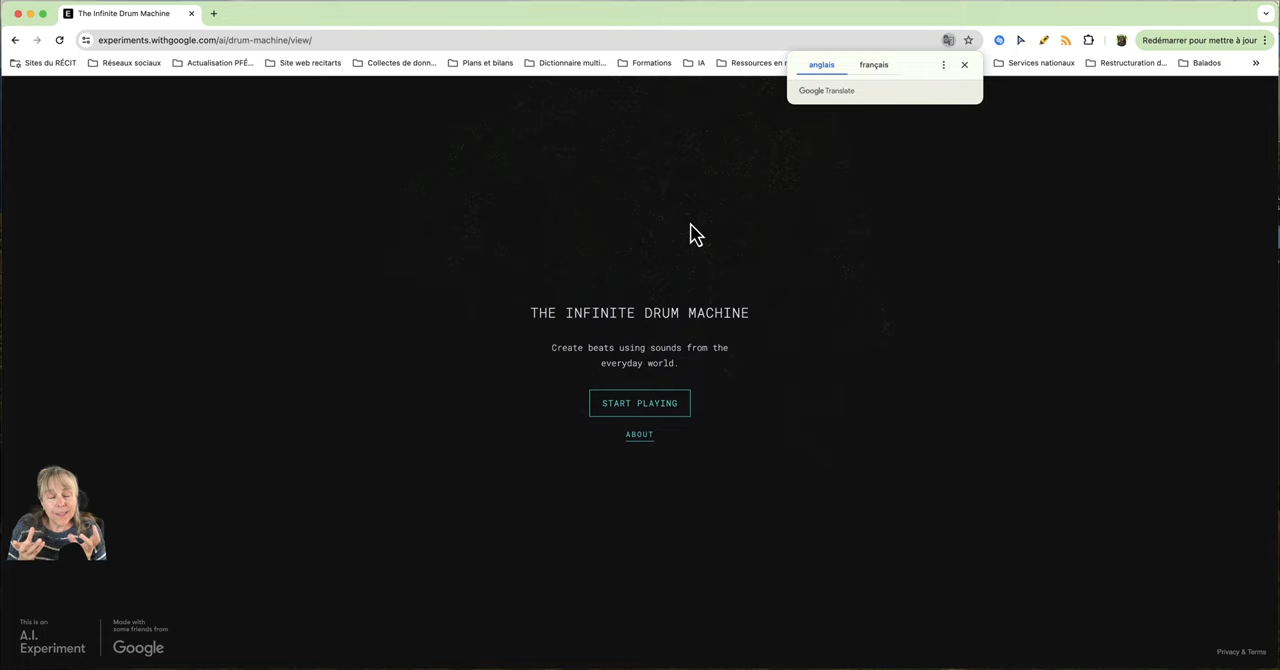 The Infinite Drum Machine
experiments.withgoogle.com/ai/drum-machine/view/
Redémarrer pour mettre à jour
Sites du RÉCIT
Réseaux sociaux
Actualisation PFÉ...
Site web recitarts
Collectes de donn...
Plans et bilans
Dictionnaire multi...
Formations
IA
Ressources en
Services nationaux
Restructuration d...
Balados
anglais
français
Google Translate
THE INFINITE DRUM MACHINE
Create beats using sounds from the
everyday world.
START PLAYING
ABOUT
This is an
A.I.
Experiment
Made with
some friends from
Google
Privacy & Terms